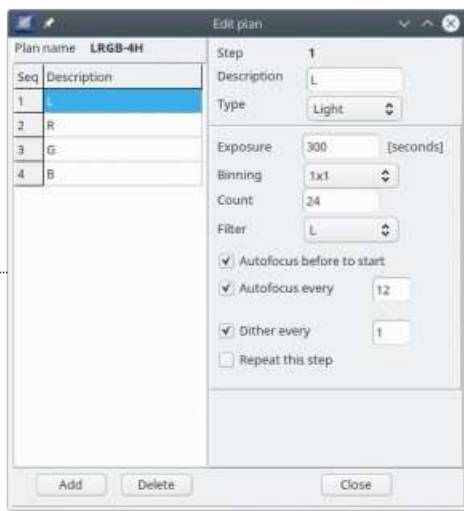 Edit plan
Plan name LRGB-4H
Seq Description
1 L
2 R
3 G
4 B
Add Delete
Step 1
Description L
Type Light
Exposure 300 [seconds]
Binning 1x1
Count 24
Filter L
Autofocus before to start
Autofocus every 12
Dither every 1
Repeat this step
Close